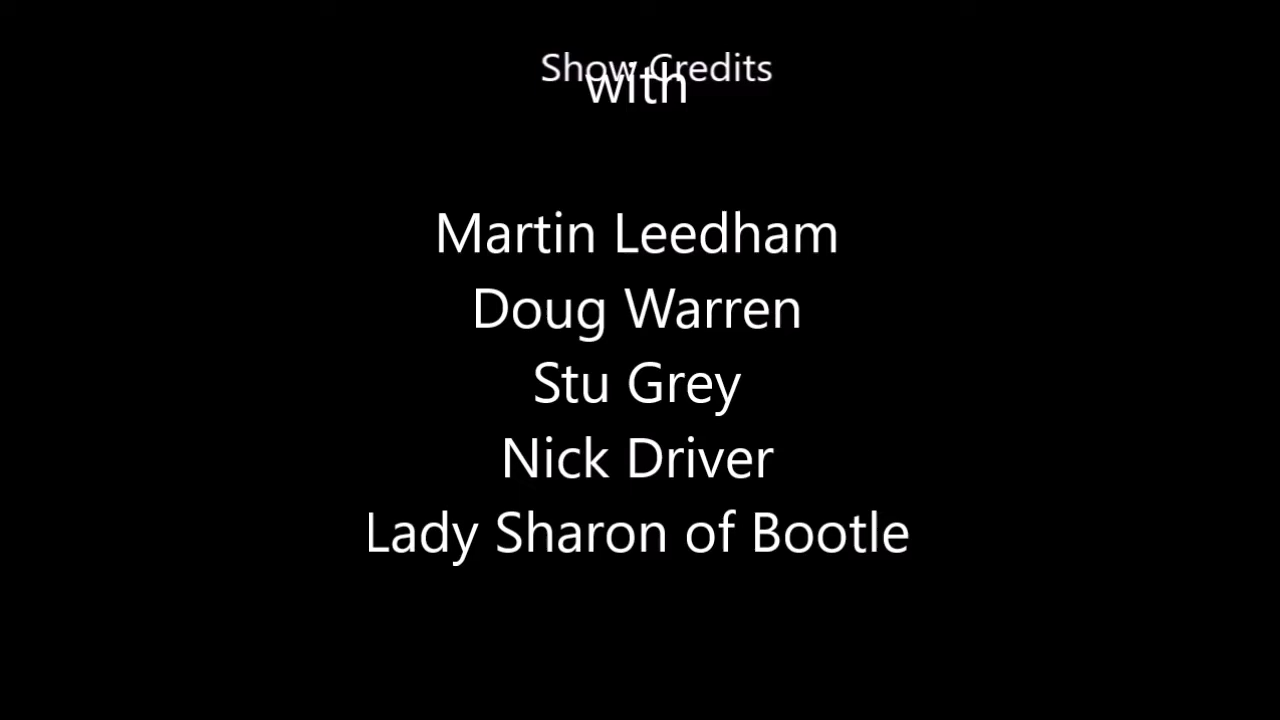 Show Credits
with
Martin Leedham
Doug Warren
Stu Grey
Nick Driver
Lady Sharon of Bootle